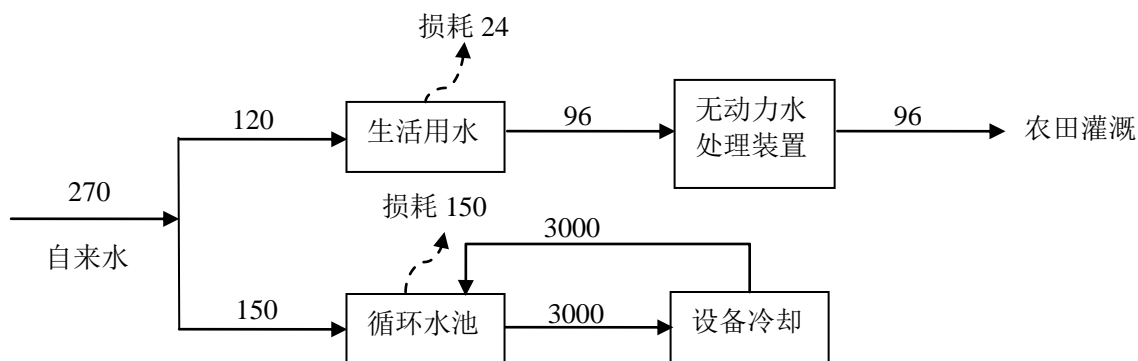 损耗 24
120
生活用水
96
无动力水
处理装置
96
农田灌溉
270
自来水
损耗 150
3000
150
循环水池
3000
设备冷却